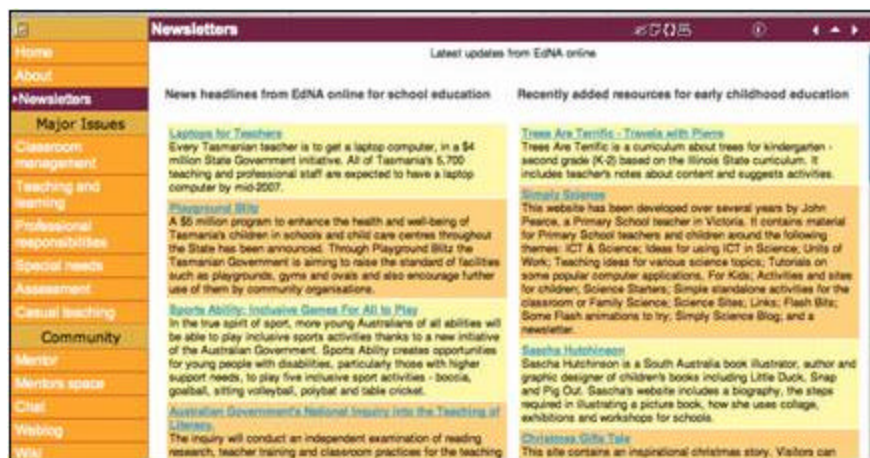 Newsletters
Home
About
Newsletters
Major Issues
Classroom
management
Teaching and
learning
Professional
responsibilities
Special needs
Assessment
Casual teaching
Community
Mentor
Mentors space
Chat
Weblog
Wiki
Latest updates from EdNA online
News headlines from EdNA online for school education
Laptops for Teachers
Every Tasmanian teacher is to get a laptop computer, in a $4
million State Government initiative. All of Tasmania's 5,700
teaching and professional staff are expected to have a laptop
computer by mid-2007.
Playground Blitz
A $5 million program to enhance the health and well-being of
Tasmania's children in schools and child care centres throughout
the State has been announced. Through Playground Blitz the
Tasmanian Government is aiming to raise the standard of facilities
such as playgrounds, gyms and ovals and also encourage further
use of them by community organisations.
Sports Ability: Inclusive Games For All to Play
In the true spirit of sport, more young Australians of all abilities will
be able to play inclusive sports activities thanks to a new initiative
of the Australian Government. Sports Ability creates opportunities
for young people with disabilities, particularly those with higher
support needs, to play five inclusive sport activities - boccia,
goalball, sitting volleyball, polybat and table cricket.
Australian Government's National Inquiry into the Teaching of
Literacy.
The inquiry will conduct an independent examination of reading
research, teacher training and classroom practices for the teaching
Recently added resources for early childhood education
Trees Are Terrific - Travels with Pierre
Trees Are Terrific is a curriculum about trees for kindergarten -
second grade (K-2) based on the Illinois State curriculum. It
includes teacher's notes about content and suggests activities.
Simply Science
This website has been developed over several years by John
Pearce, a Primary School teacher in Victoria. It contains material
for Primary School teachers and children around the following
themes: ICT & Science; Ideas for using ICT in Science; Units of
Work; Teaching ideas for various science topics; Tutorials on
some popular computer applications, For Kids; Activities and sites
for children; Science Starters; Simple standalone activities for the
classroom or Family Science; Science Sites; Links; Flash Bits;
Some Flash animations to try; Simply Science Blog; and a
newsletter.
Sascha Hutchinson
Sascha Hutchinson is a South Australia book illustrator, author and
graphic designer of children's books including Little Duck, Snap
and Pig Out. Sascha's website includes a biography, the steps
required in illustrating a picture book, how she uses collage,
exhibitions and workshops for schools.
Christmas Gifts Tale
This site contains an inspirational christmas story. Visitors can